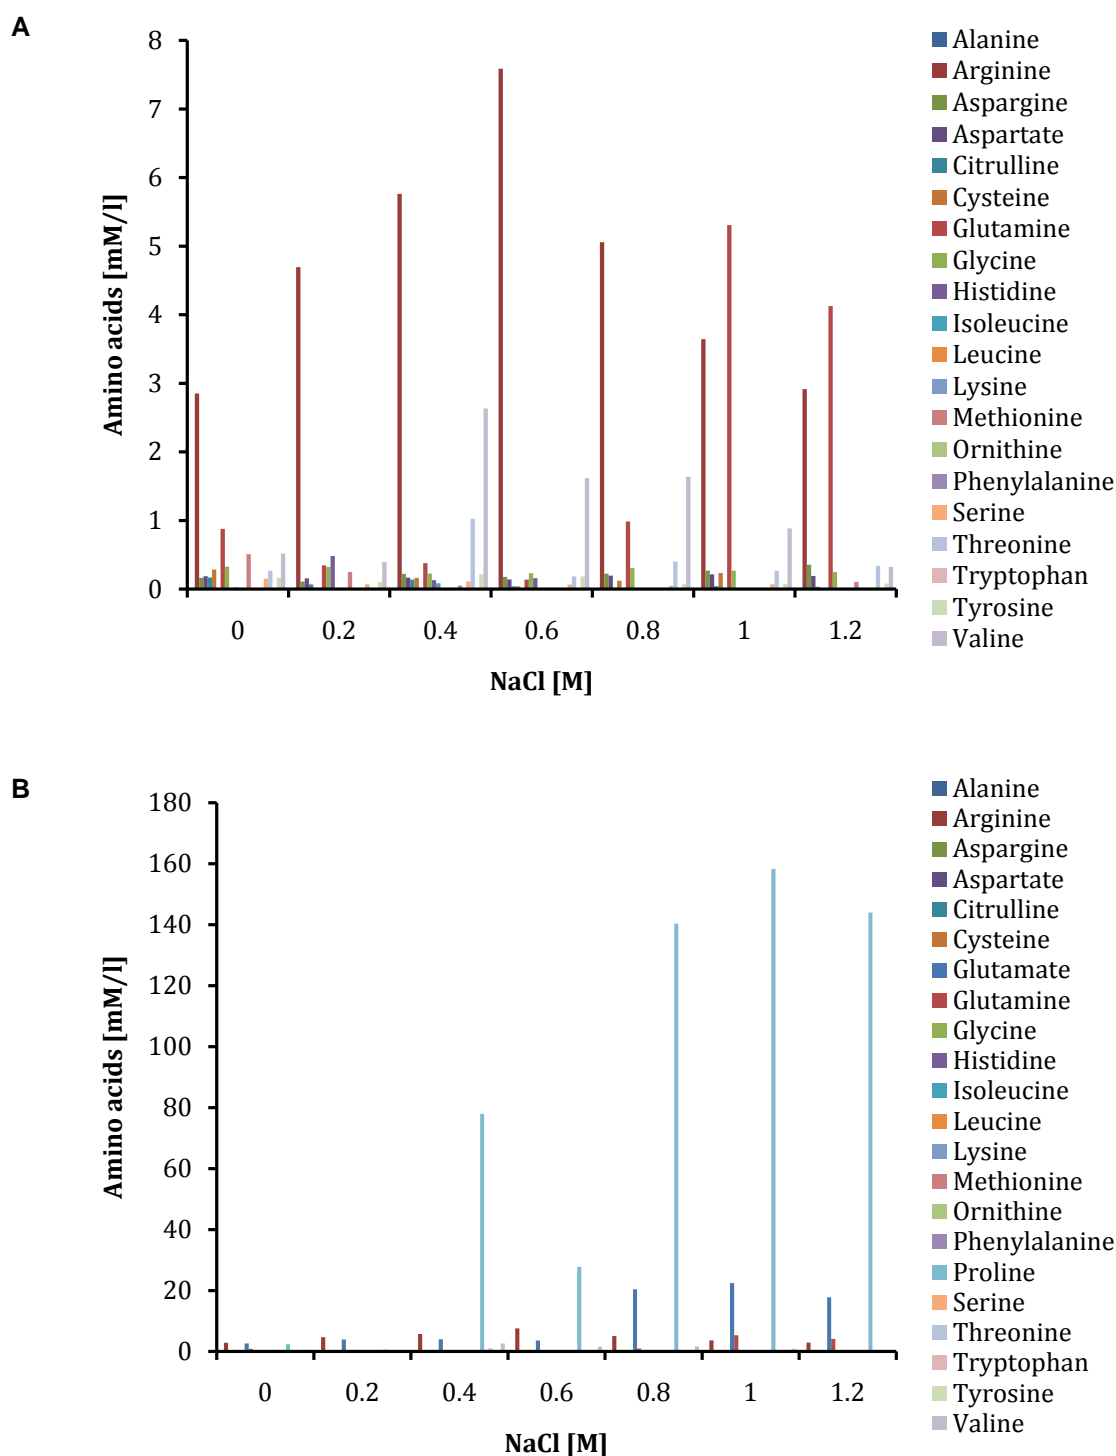 A
8
7
6
5
4
3
2
1
0
Amino acids [mM/l]
0 0.2 0.4 0.6 0.8 1 1.2
NaCl [M]
Alanine
Arginine
Aspargine
Aspartate
Citrulline
Cysteine
Glutamine
Glycine
Histidine
Isoleucine
Leucine
Lysine
Methionine
Ornithine
Phenylalanine
Serine
Threonine
Tryptophan
Tyrosine
Valine
B
180
160
140
120
100
80
60
40
20
0
Amino acids [mM/l]
0 0.2 0.4 0.6 0.8 1 1.2
NaCl [M]
Alanine
Arginine
Aspargine
Aspartate
Citrulline
Cysteine
Glutamate
Glutamine
Glycine
Histidine
Isoleucine
Leucine
Lysine
Methionine
Ornithine
Phenylalanine
Proline
Serine
Threonine
Tryptophan
Tyrosine
Valine